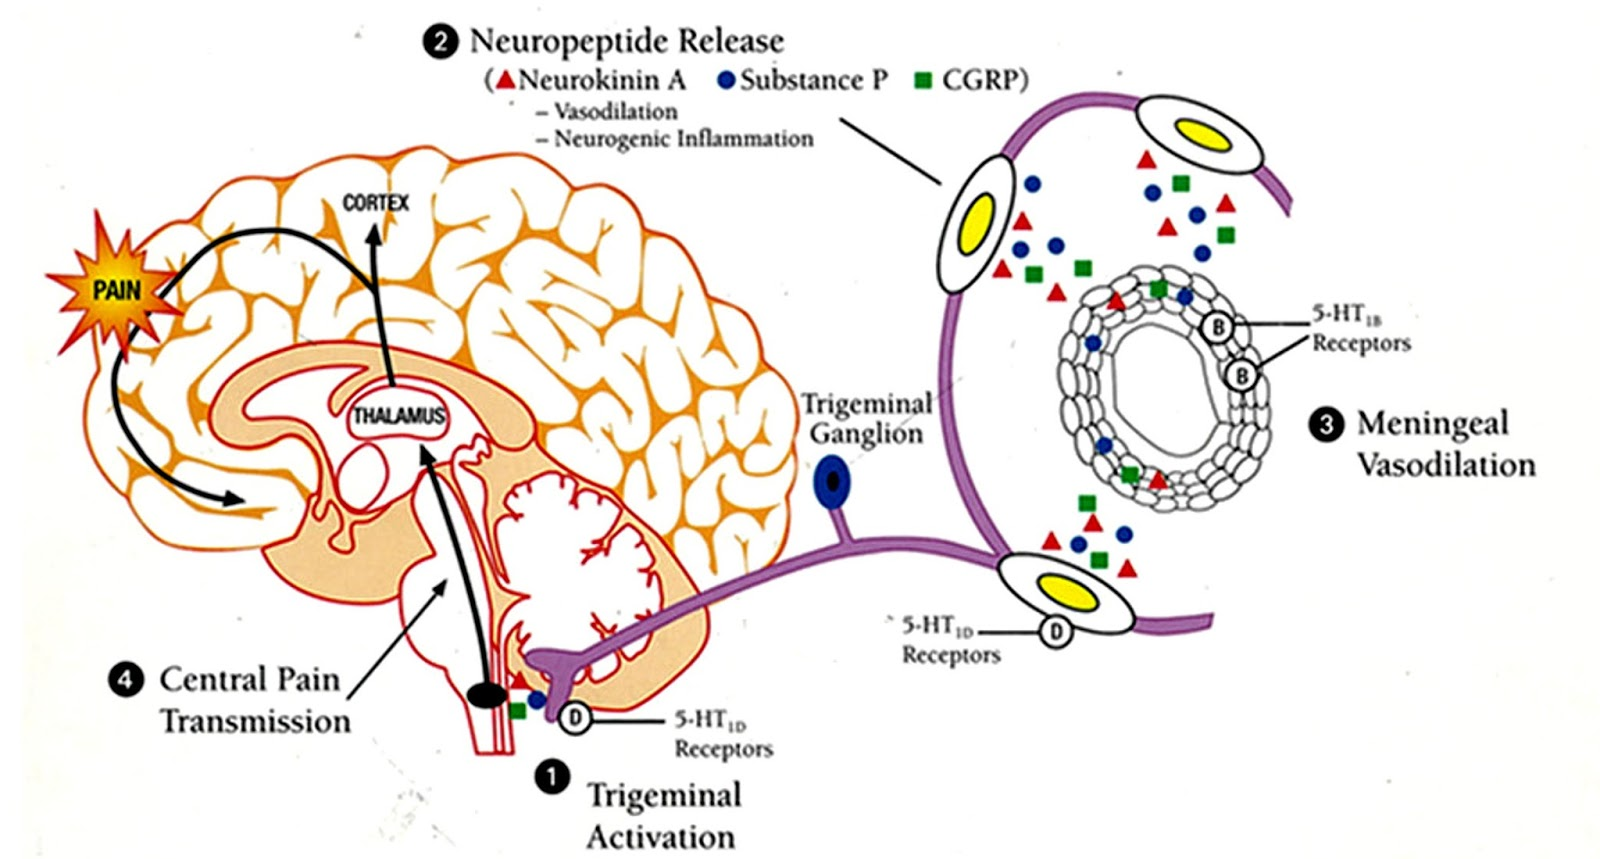 2 Neuropeptide Release
(▲Neurokinin A ●Substance P ■ CGRP)
– Vasodilation
– Neurogenic Inflammation
CORTEX
PAIN
THALAMUS
Trigeminal
Ganglion
5-HT1B
Receptors
3 Meningeal
Vasodilation
B
B
5-HT1D
Receptors
D
4 Central Pain
Transmission
D
5-HT1D
Receptors
1 Trigeminal
Activation